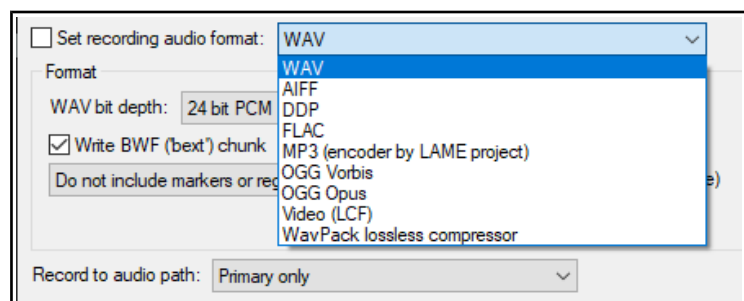 Set recording audio format: WAV
WAV
AIFF
DDP
FLAC
MP3 (encoder by LAME project)
OGG Vorbis
OGG Opus
Video (LCF)
WavPack lossless compressor
Format
WAV bit depth: 24 bit PCM
Write BWF ('bext') chunk
Do not include markers or
Record to audio path: Primary only